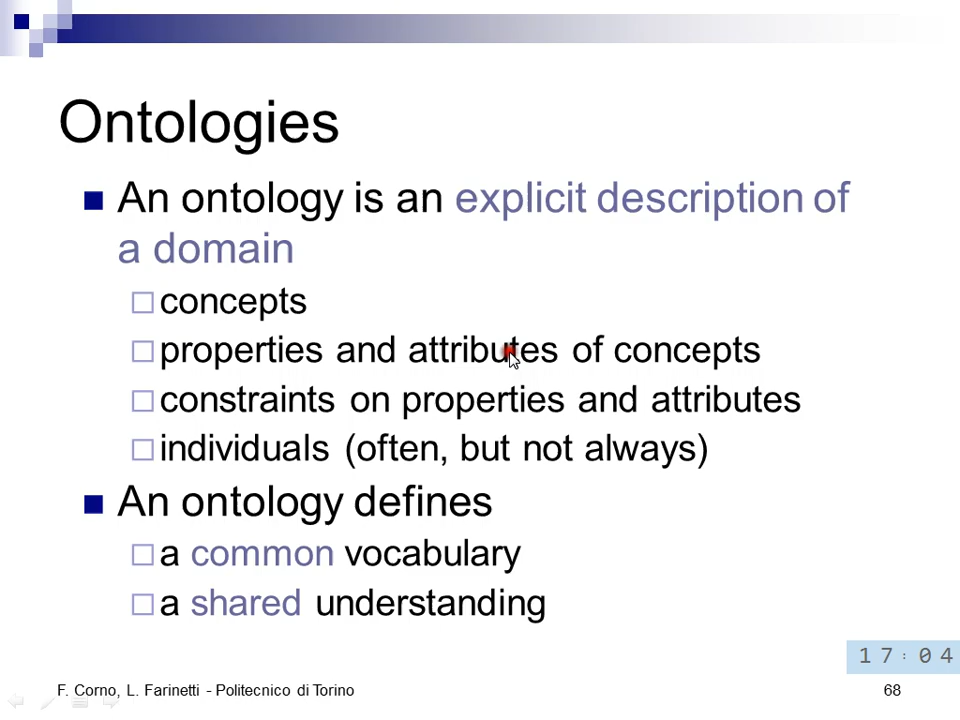 Ontologies
An ontology is an explicit description of
a domain
concepts
properties and attributes of concepts
constraints on properties and attributes
individuals (often, but not always)
An ontology defines
a common vocabulary
a shared understanding
17:04
F. Corno, L. Farinetti - Politecnico di Torino 68